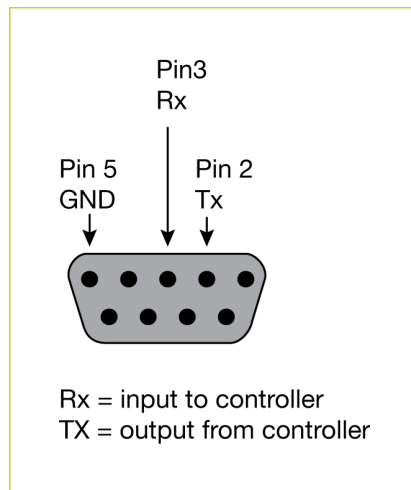 Pin3
Rx
Pin 5
GND
Pin 2
Tx
Rx = input to controller
TX = output from controller